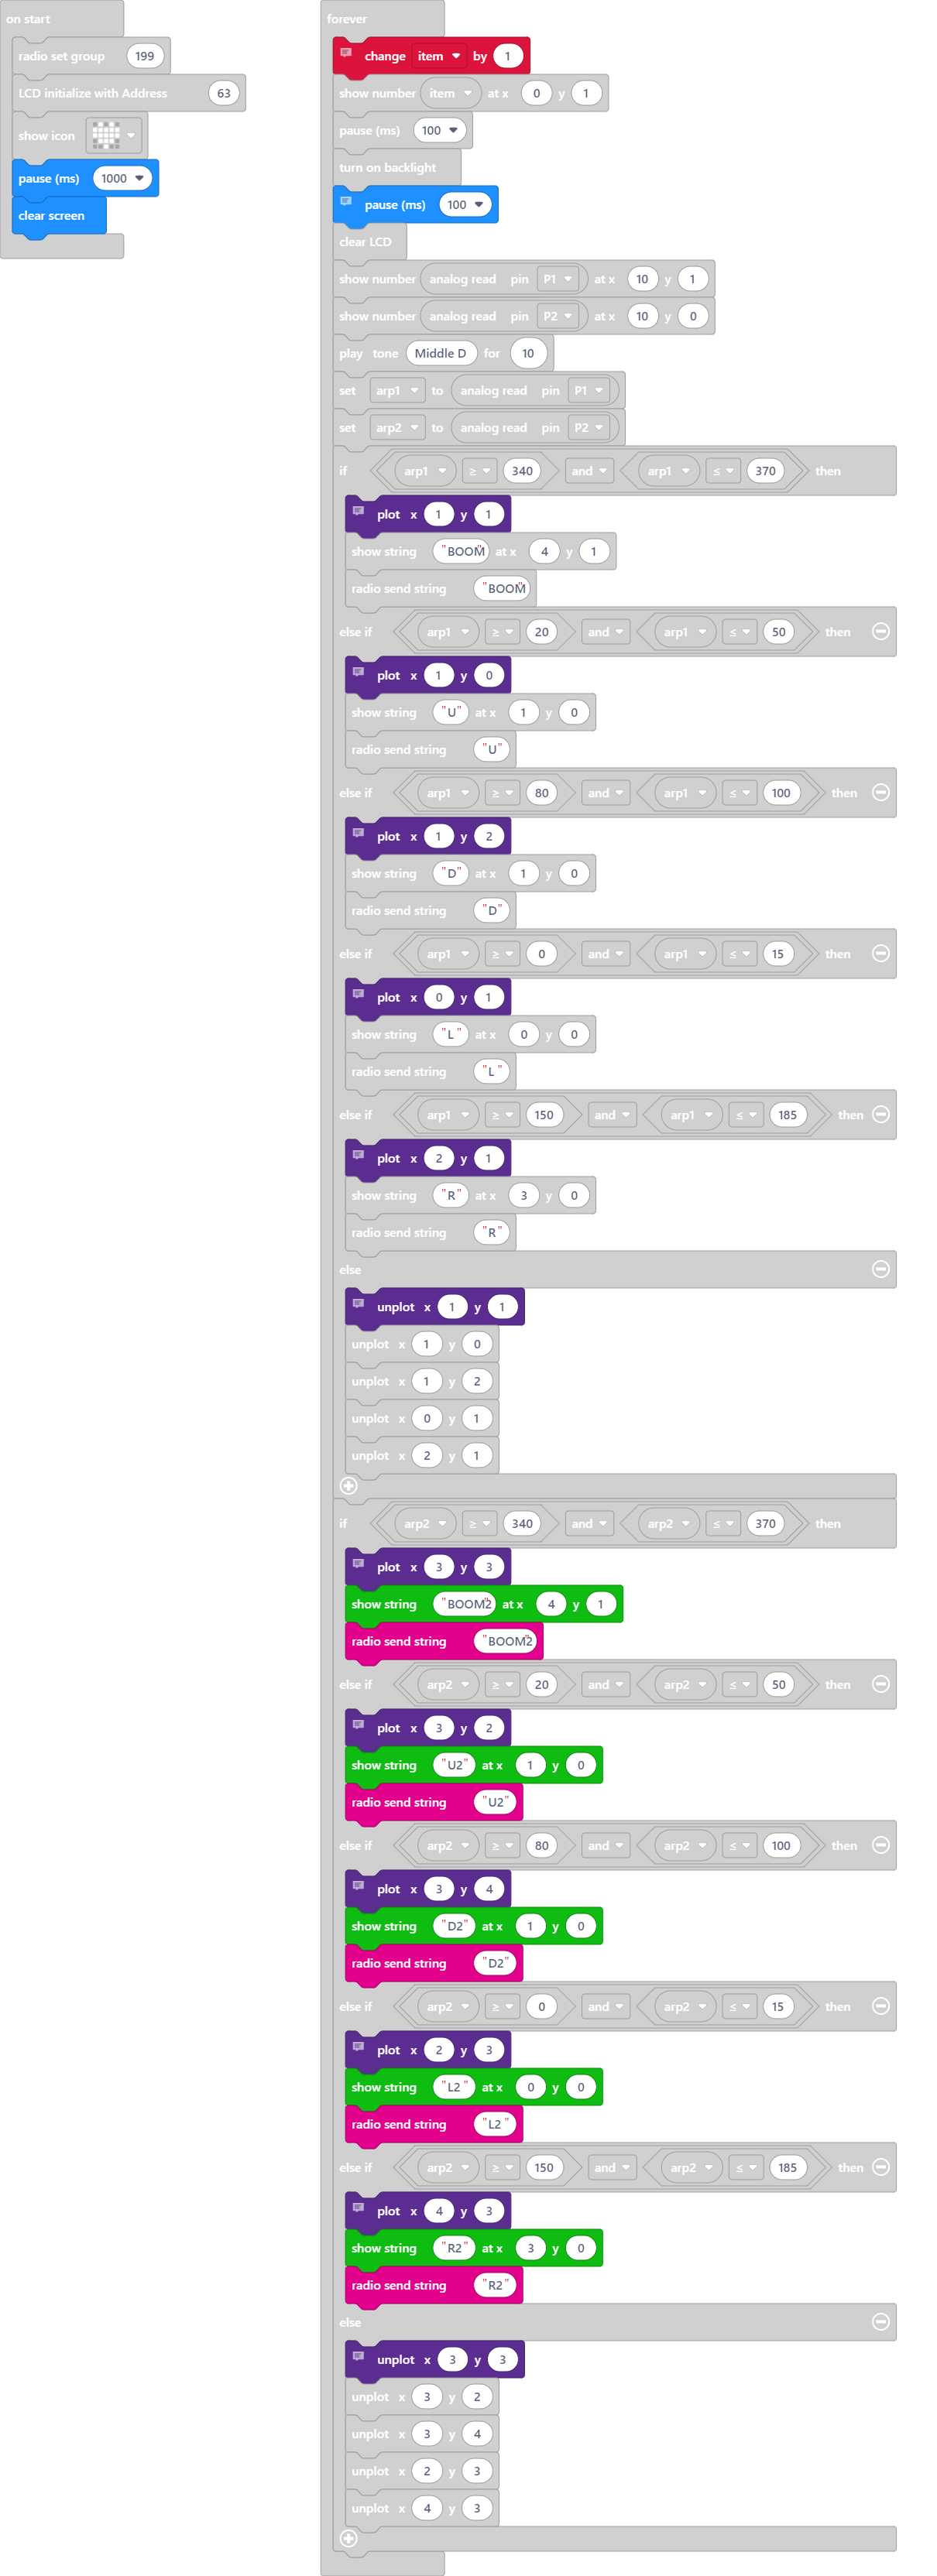 on start
radio set group 199
LCD initialize with Address 63
show icon
pause (ms) 1000
clear screen
forever
change item by 1
show number item at x 0 y 1
pause (ms) 100
turn on backlight
pause (ms) 100
clear LCD
show number analog read pin P1 at x 10 y 1
show number analog read pin P2 at x 10 y 0
play tone Middle D for 10
set arp1 to analog read pin P1
set arp2 to analog read pin P2
if arp1 ≥ 340 and arp1 ≤ 370 then
plot x 1 y 1
show string "BOOM" at x 4 y 1
radio send string "BOOM"
else if arp1 ≥ 20 and arp1 ≤ 50 then
plot x 1 y 0
show string "U" at x 1 y 0
radio send string "U"
else if arp1 ≥ 80 and arp1 ≤ 100 then
plot x 1 y 2
show string "D" at x 1 y 0
radio send string "D"
else if arp1 ≥ 0 and arp1 ≤ 15 then
plot x 0 y 1
show string "L" at x 0 y 0
radio send string "L"
else if arp1 ≥ 150 and arp1 ≤ 185 then
plot x 2 y 1
show string "R" at x 3 y 0
radio send string "R"
else
unplot x 1 y 1
unplot x 1 y 0
unplot x 1 y 2
unplot x 0 y 1
unplot x 2 y 1
if arp2 ≥ 340 and arp2 ≤ 370 then
plot x 3 y 3
show string "BOOM2" at x 4 y 1
radio send string "BOOM2"
else if arp2 ≥ 20 and arp2 ≤ 50 then
plot x 3 y 2
show string "U2" at x 1 y 0
radio send string "U2"
else if arp2 ≥ 80 and arp2 ≤ 100 then
plot x 3 y 4
show string "D2" at x 1 y 0
radio send string "D2"
else if arp2 ≥ 0 and arp2 ≤ 15 then
plot x 2 y 3
show string "L2" at x 0 y 0
radio send string "L2"
else if arp2 ≥ 150 and arp2 ≤ 185 then
plot x 4 y 3
show string "R2" at x 3 y 0
radio send string "R2"
else
unplot x 3 y 3
unplot x 3 y 2
unplot x 3 y 4
unplot x 2 y 3
unplot x 4 y 3